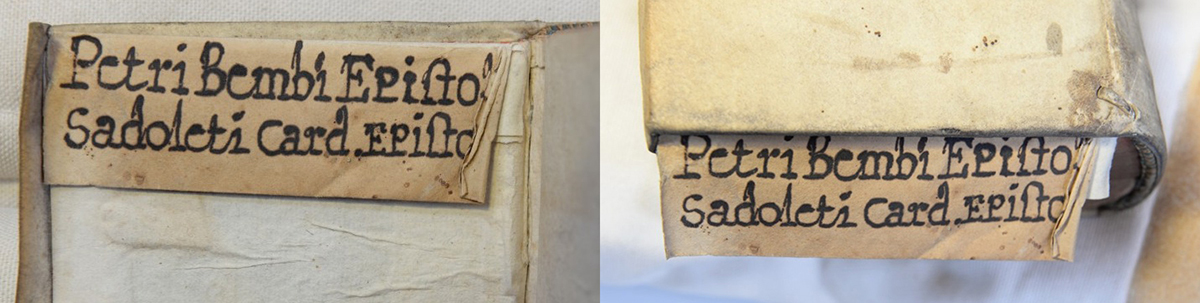 Petri Bembi Epiſto
Sadoleti Card. Epiſto
Petri Bembi Epiſto
Sadoleti Card. Epiſto